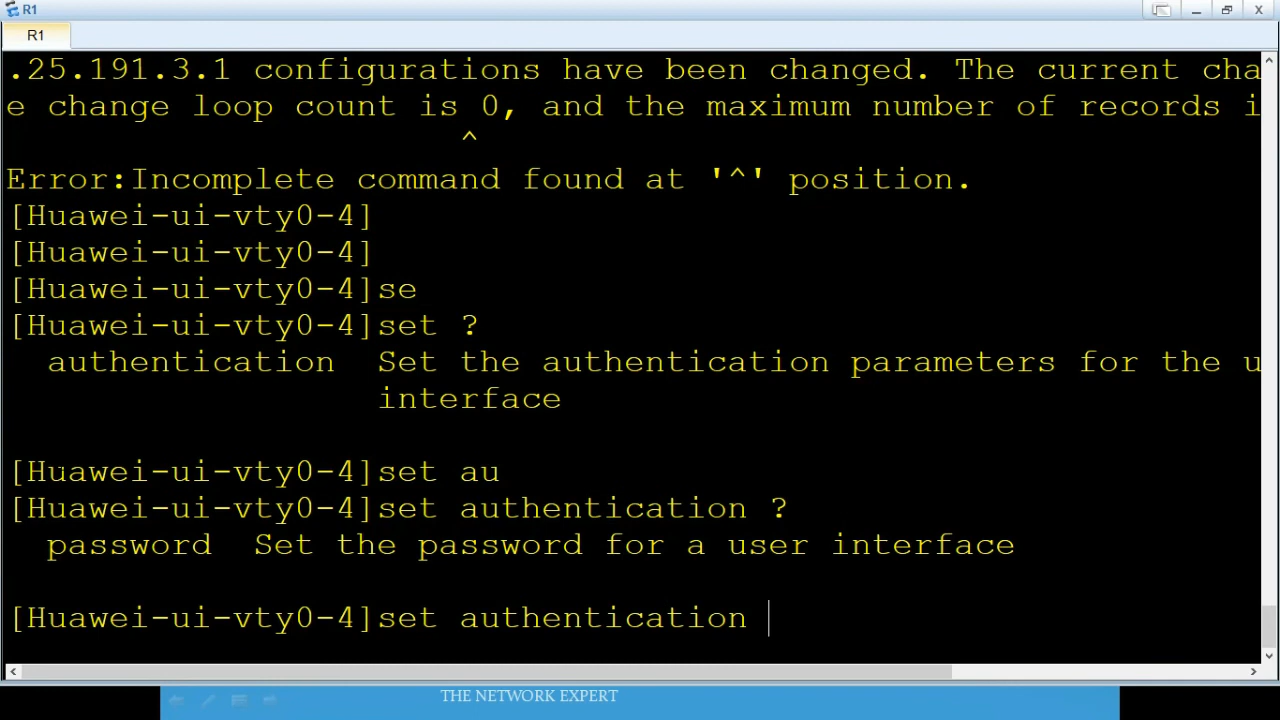 R1
R1
.25.191.3.1 configurations have been changed. The current cha
e change loop count is 0, and the maximum number of records i
^
Error:Incomplete command found at '^' position.
[Huawei-ui-vty0-4]
[Huawei-ui-vty0-4]
[Huawei-ui-vty0-4]se
[Huawei-ui-vty0-4]set ?
authentication  Set the authentication parameters for the u
interface
[Huawei-ui-vty0-4]set au
[Huawei-ui-vty0-4]set authentication ?
password  Set the password for a user interface
[Huawei-ui-vty0-4]set authentication
THE NETWORK EXPERT